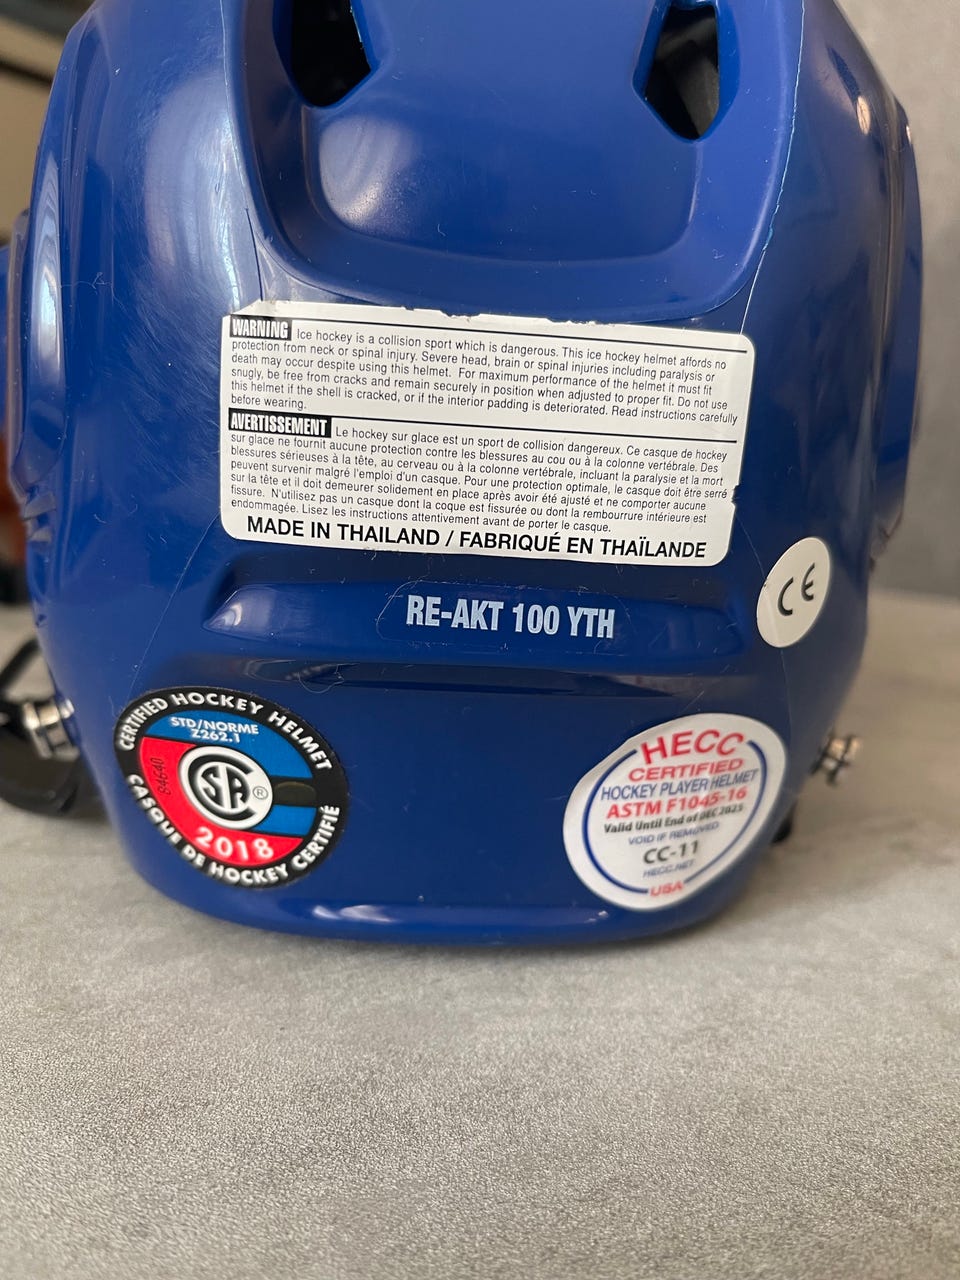 WARNING Ice hockey is a collision sport which is dangerous. This ice hockey helmet affords no
protection from neck or spinal injury. Severe head, brain or spinal injuries including paralysis or
death may occur despite using this helmet. For maximum performance of the helmet it must fit
snugly, be free from cracks and remain securely in position when adjusted to proper fit. Do not use
this helmet if the shell is cracked, or if the interior padding is deteriorated. Read instructions carefully
before wearing.
AVERTISSEMENT Le hockey sur glace est un sport de collision dangereux. Ce casque de hockey
sur glace ne fournit aucune protection contre les blessures au cou ou à la colonne vertébrale. Des
blessures sérieuses à la tête, au cerveau ou à la colonne vertébrale, incluant la paralysie et la mort
peuvent survenir malgré l'emploi d'un casque. Pour une protection optimale, le casque doit être serré
sur la tête et il doit demeurer solidement en place après avoir été ajusté et ne comporter aucune
fissure. N'utilisez pas un casque dont la coque est fissurée ou dont la rembourrure intérieure est
endommagée. Lisez les instructions attentivement avant de porter le casque.
MADE IN THAILAND / FABRIQUÉ EN THAÏLANDE
CE
RE-AKT 100 YTH
CERTIFIED HOCKEY HELMET
STD/NORME
Z262.1
84640
SA®
2018
CASQUE DE HOCKEY CERTIFIÉ
HECC
CERTIFIED
HOCKEY PLAYER HELMET
ASTM F1045-16
Valid Until End of DEC 2025
VOID IF REMOVED
CC-11
HECC.NET
USA